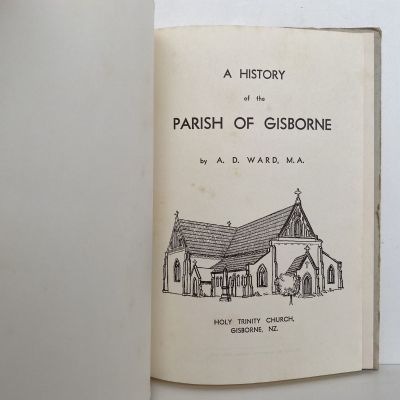 A HISTORY
of the
PARISH OF GISBORNE
by A. D. WARD, M.A.
HOLY TRINITY CHURCH,
GISBORNE, NZ.